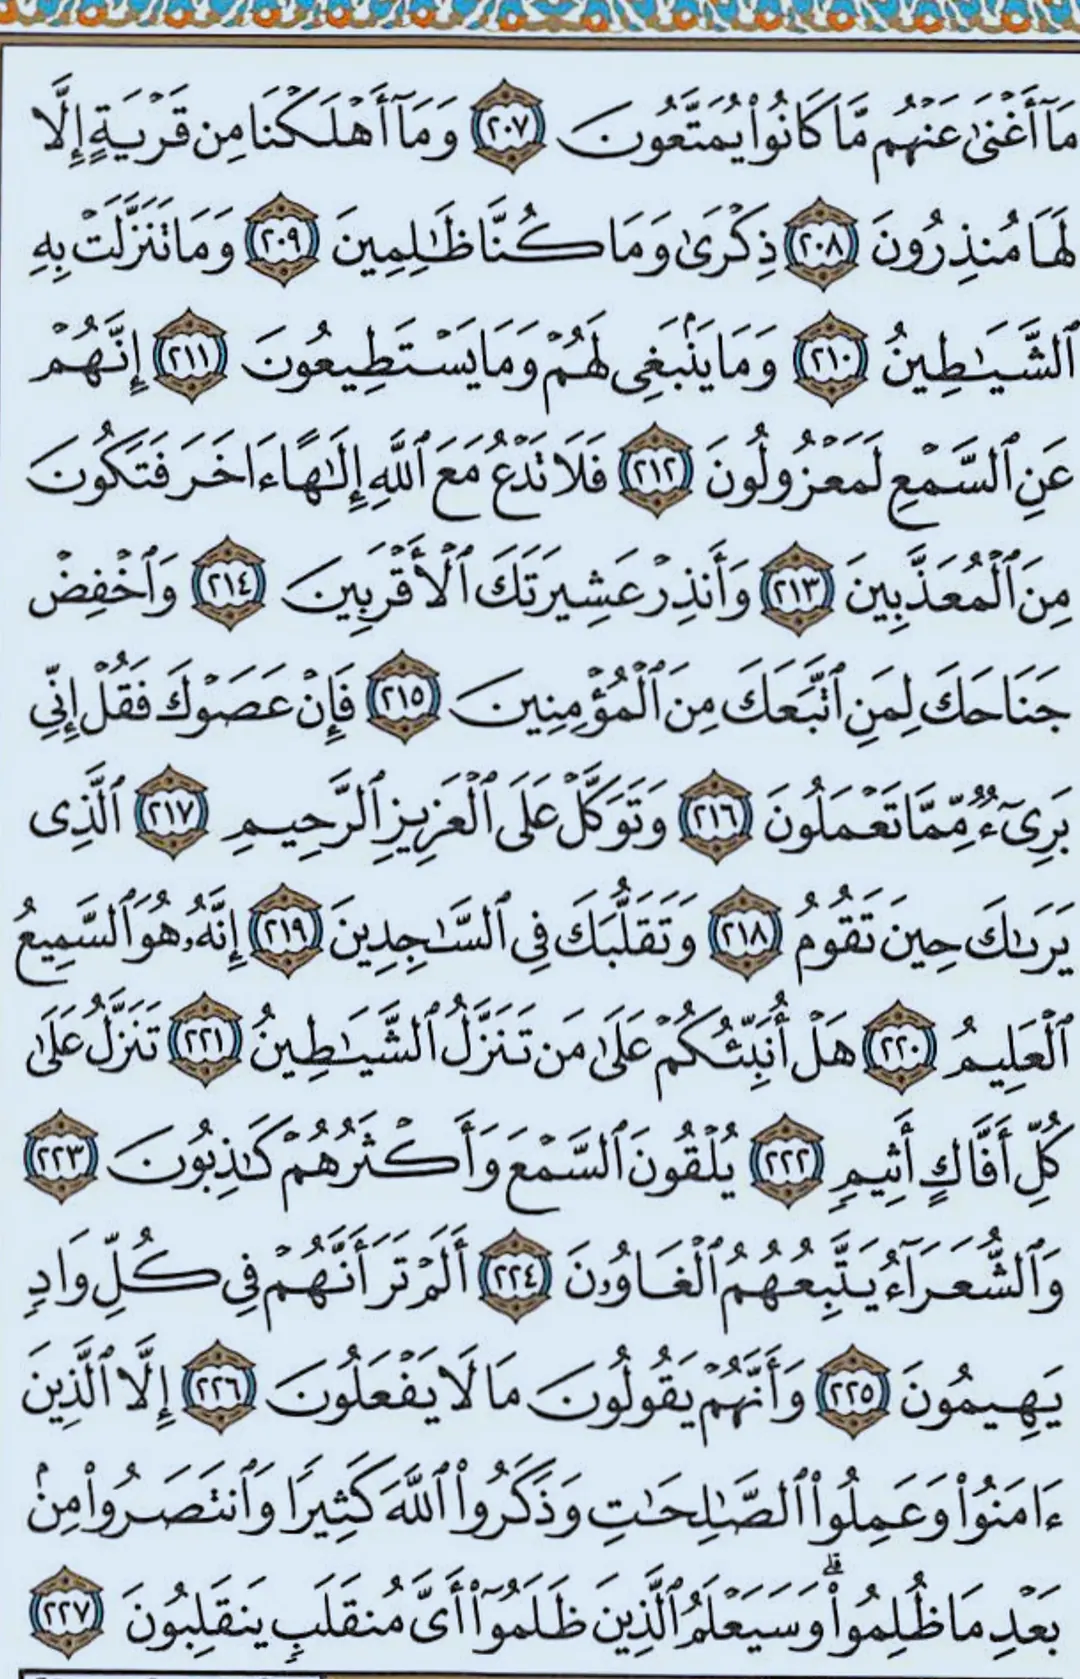 مَآ أَغۡنَىٰ عَنۡهُم مَّا كَانُواْ يُمَتَّعُونَ ٢٠٧ وَمَآ أَهۡلَكۡنَا مِن قَرۡيَةٍ إِلَّا
لَهَا مُنذِرُونَ ٢٠٨ ذِكۡرَىٰ وَمَا كُنَّا ظَٰلِمِينَ ٢٠٩ وَمَا تَنَزَّلَتۡ بِهِ
ٱلشَّيَٰطِينُ ٢١٠ وَمَا يَنۢبَغِي لَهُمۡ وَمَا يَسۡتَطِيعُونَ ٢١١ إِنَّهُمۡ
عَنِ ٱلسَّمۡعِ لَمَعۡزُولُونَ ٢١٢ فَلَا تَدۡعُ مَعَ ٱللَّهِ إِلَٰهًا ءَاخَرَ فَتَكُونَ
مِنَ ٱلۡمُعَذَّبِينَ ٢١٣ وَأَنذِرۡ عَشِيرَتَكَ ٱلۡأَقۡرَبِينَ ٢١٤ وَٱخۡفِضۡ
جَنَاحَكَ لِمَنِ ٱتَّبَعَكَ مِنَ ٱلۡمُؤۡمِنِينَ ٢١٥ فَإِنۡ عَصَوۡكَ فَقُلۡ إِنِّي
بَرِيٓءٞ مِّمَّا تَعۡمَلُونَ ٢١٦ وَتَوَكَّلۡ عَلَى ٱلۡعَزِيزِ ٱلرَّحِيمِ ٢١٧ ٱلَّذِي
يَرَىٰكَ حِينَ تَقُومُ ٢١٨ وَتَقَلُّبَكَ فِي ٱلسَّٰجِدِينَ ٢١٩ إِنَّهُۥ هُوَ ٱلسَّمِيعُ
ٱلۡعَلِيمُ ٢٢٠ هَلۡ أُنَبِّئُكُمۡ عَلَىٰ مَن تَنَزَّلُ ٱلشَّيَٰطِينُ ٢٢١ تَنَزَّلُ عَلَىٰ
كُلِّ أَفَّاكٍ أَثِيمٖ ٢٢٢ يُلۡقُونَ ٱلسَّمۡعَ وَأَكۡثَرُهُمۡ كَٰذِبُونَ ٢٢٣
وَٱلشُّعَرَآءُ يَتَّبِعُهُمُ ٱلۡغَاوُۥنَ ٢٢٤ أَلَمۡ تَرَ أَنَّهُمۡ فِي كُلِّ وَادٖ
يَهِيمُونَ ٢٢٥ وَأَنَّهُمۡ يَقُولُونَ مَا لَا يَفۡعَلُونَ ٢٢٦ إِلَّا ٱلَّذِينَ
ءَامَنُواْ وَعَمِلُواْ ٱلصَّٰلِحَٰتِ وَذَكَرُواْ ٱللَّهَ كَثِيرٗا وَٱنتَصَرُواْ مِنۢ
بَعۡدِ مَا ظُلِمُواْۗ وَسَيَعۡلَمُ ٱلَّذِينَ ظَلَمُوٓاْ أَيَّ مُنقَلَبٖ يَنقَلِبُونَ ٢٢٧